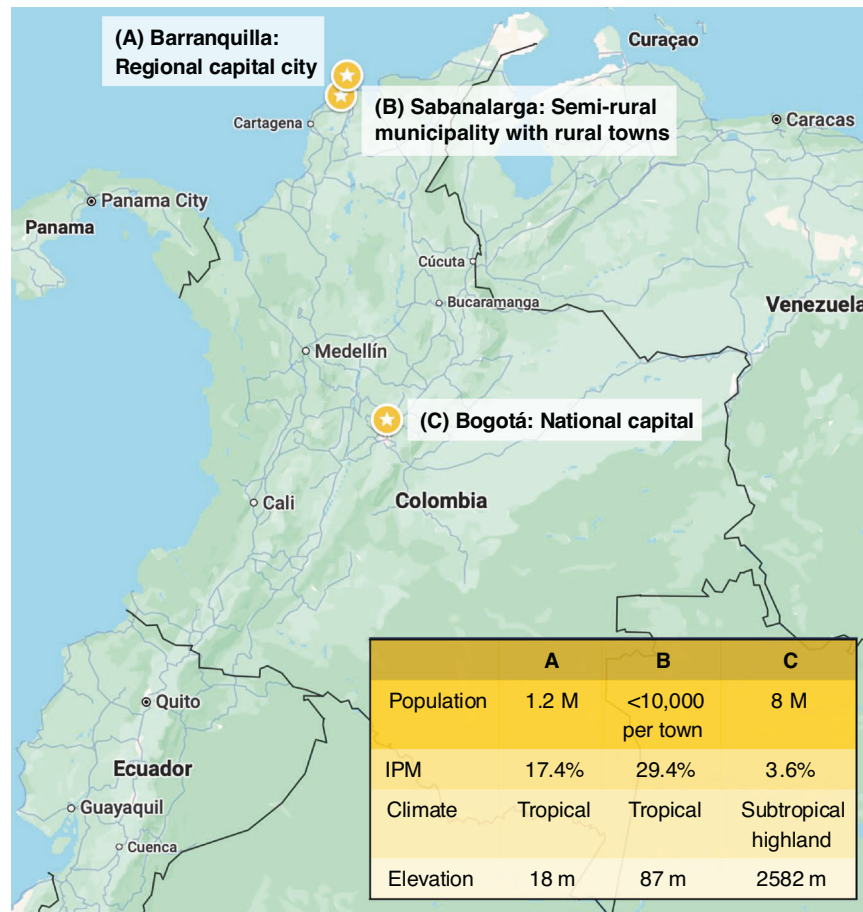 (A) Barranquilla:
Regional capital city
Curaçao
(B) Sabanalarga: Semi-rural
municipality with rural towns
Cartagena
Caracas
Panama City
Panama
Cúcuta
Bucaramanga
Venezuela
Medellín
(C) Bogotá: National capital
Cali
Colombia
Quito
Ecuador
Guayaquil
Cuenca
A B C
Population 1.2 M <10,000 8 M
per town
IPM 17.4% 29.4% 3.6%
Climate Tropical Tropical Subtropical
highland
Elevation 18 m 87 m 2582 m